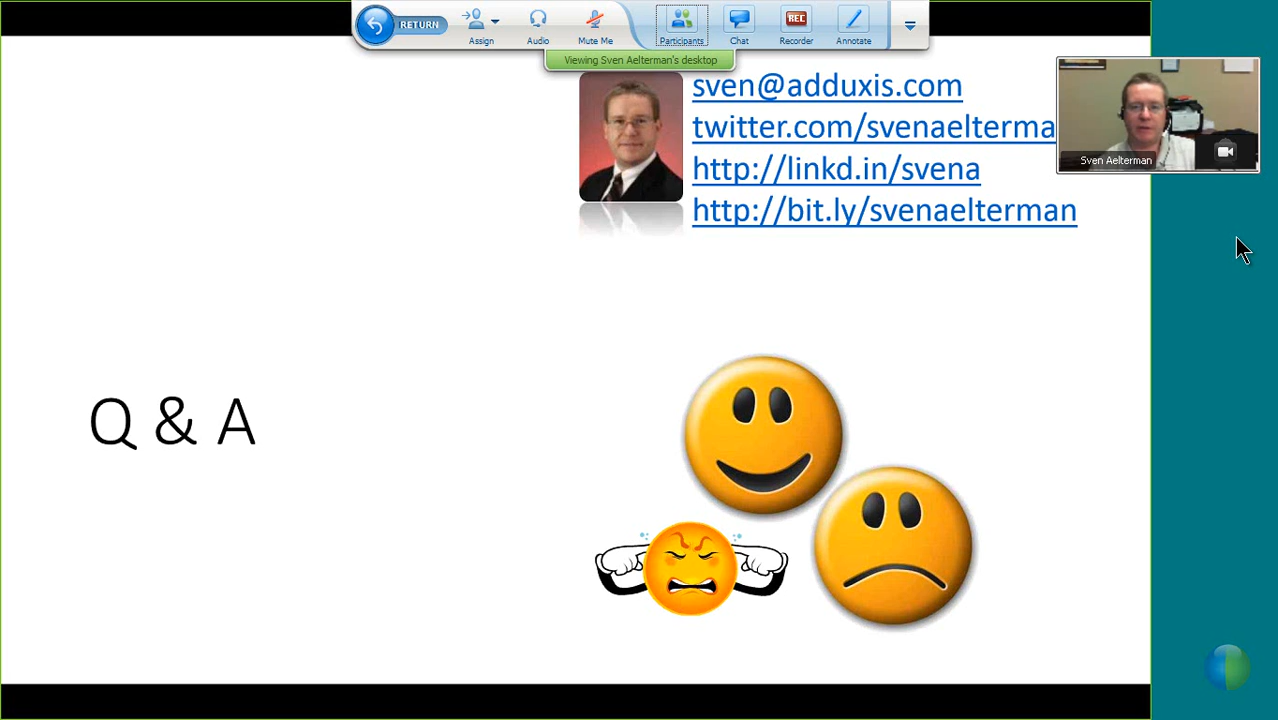 RETURN
Assign
Audio
Mute Me
Participants
Chat
REC
Recorder
Annotate
Viewing Sven Aelterman's desktop
sven@adduxis.com
twitter.com/svenaelterma
http://linkd.in/svena
http://bit.ly/svenaelterman
Sven Aelterman
Q & A